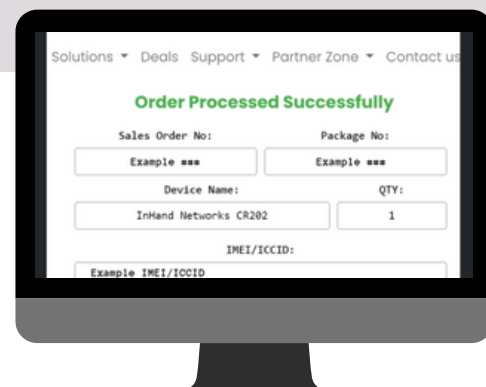 Solutions Deals Support Partner Zone Contact us
Order Processed Successfully
Sales Order No: Package No:
Example ### Example ###
Device Name: QTY:
InHand Networks CR202 1
IMEI/ICCID:
Example IMEI/ICCID